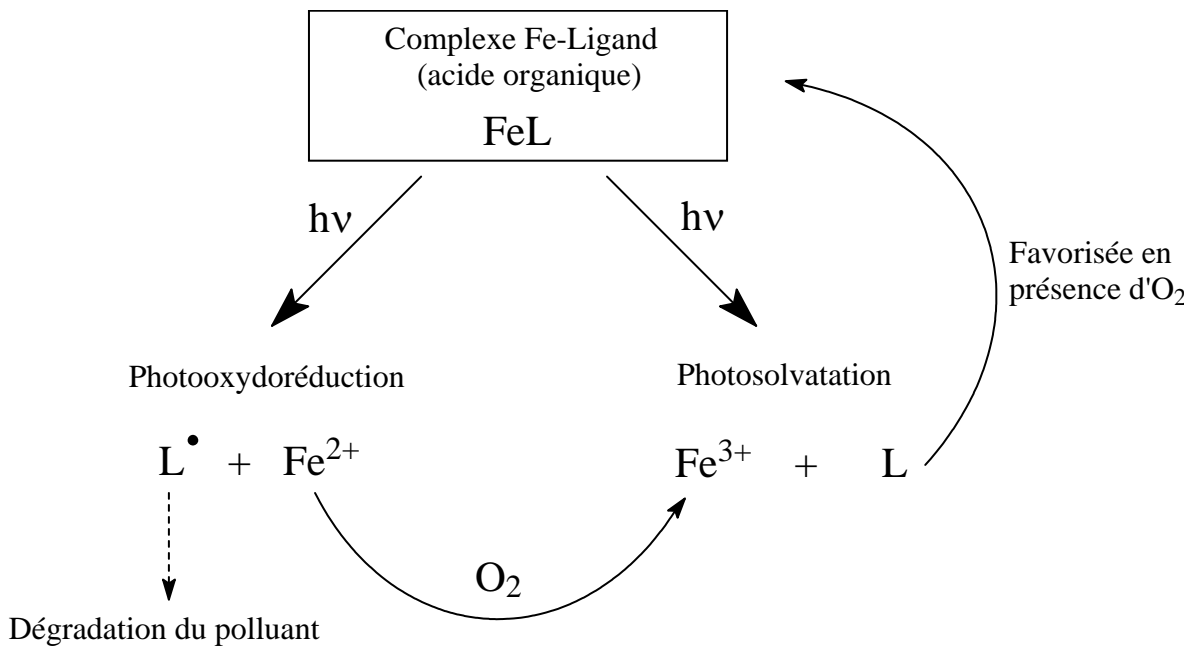 Complexe Fe-Ligand
(acide organique)
FeL
hν
hν
Favorisée en
présence d'O₂
Photooxydoréduction
Photosolvatation
L• + Fe²⁺
Fe³⁺ + L
O₂
Dégradation du polluant